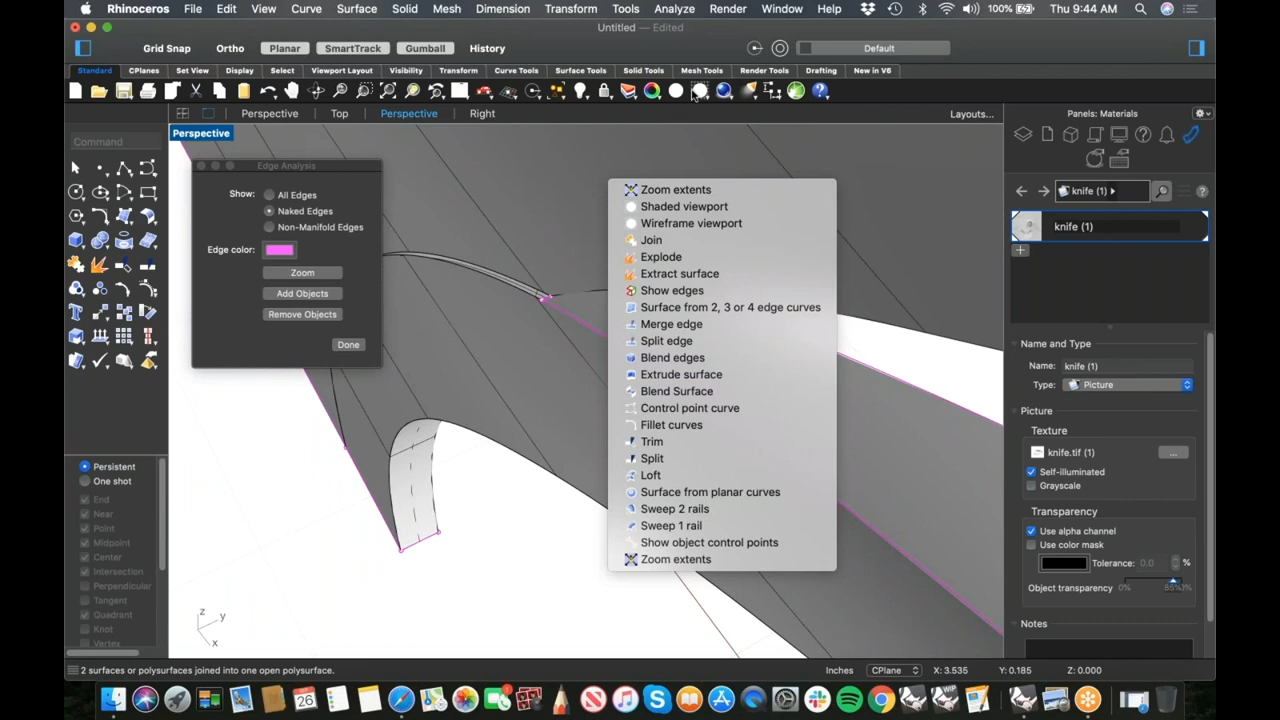 Rhinoceros File Edit View Curve Surface Solid Mesh Dimension Transform Tools Analyze Render Window Help 100% Thu 9:44 AM
Untitled — Edited
Grid Snap Ortho Planar SmartTrack Gumball History Default
Standard CPlanes Set View Display Select Viewport Layout Visibility Transform Curve Tools Surface Tools Solid Tools Mesh Tools Render Tools Drafting New in V6
Perspective Top Perspective Right Layouts... Panels: Materials
Perspective
Command
Edge Analysis
Show: All Edges
Naked Edges
Non-Manifold Edges
Edge color:
Zoom
Add Objects
Remove Objects
Done
Zoom extents
Shaded viewport
Wireframe viewport
Join
Explode
Extract surface
Show edges
Surface from 2, 3 or 4 edge curves
Merge edge
Split edge
Blend edges
Extrude surface
Blend Surface
Control point curve
Fillet curves
Trim
Split
Loft
Surface from planar curves
Sweep 2 rails
Sweep 1 rail
Show object control points
Zoom extents
knife (1)
knife (1)
Name and Type
Name: knife (1)
Type: Picture
Picture
Texture
knife.tif (1) ...
Self-illuminated
Grayscale
Transparency
Use alpha channel
Use color mask
Tolerance: 0.0 %
Object transparency 0%
Notes
Persistent
One shot
End
Near
Point
Midpoint
Center
Intersection
Perpendicular
Tangent
Quadrant
Knot
Vertex
z
y
x
2 surfaces or polysurfaces joined into one open polysurface. Inches CPlane X: 3.535 Y: 0.185 Z: 0.000
26